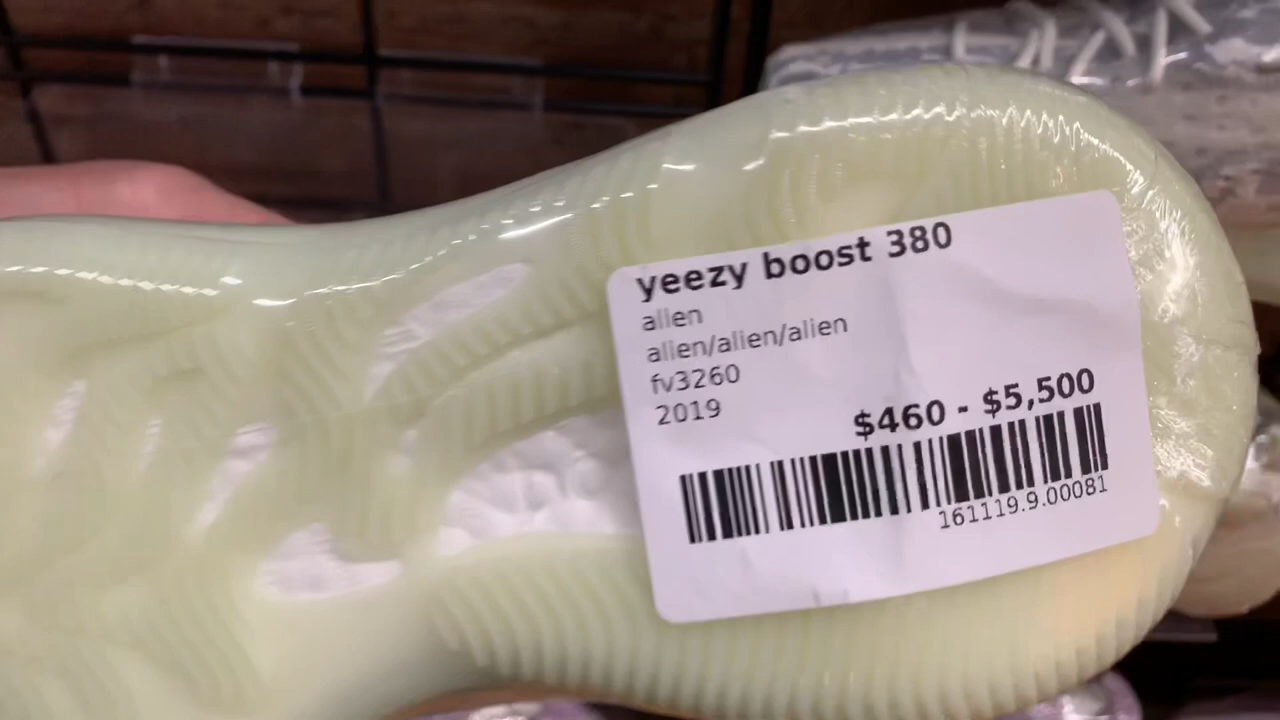 yeezy boost 380
alien
alien/alien/alien
fv3260
2019
$460 - $5,500
161119.9.00081